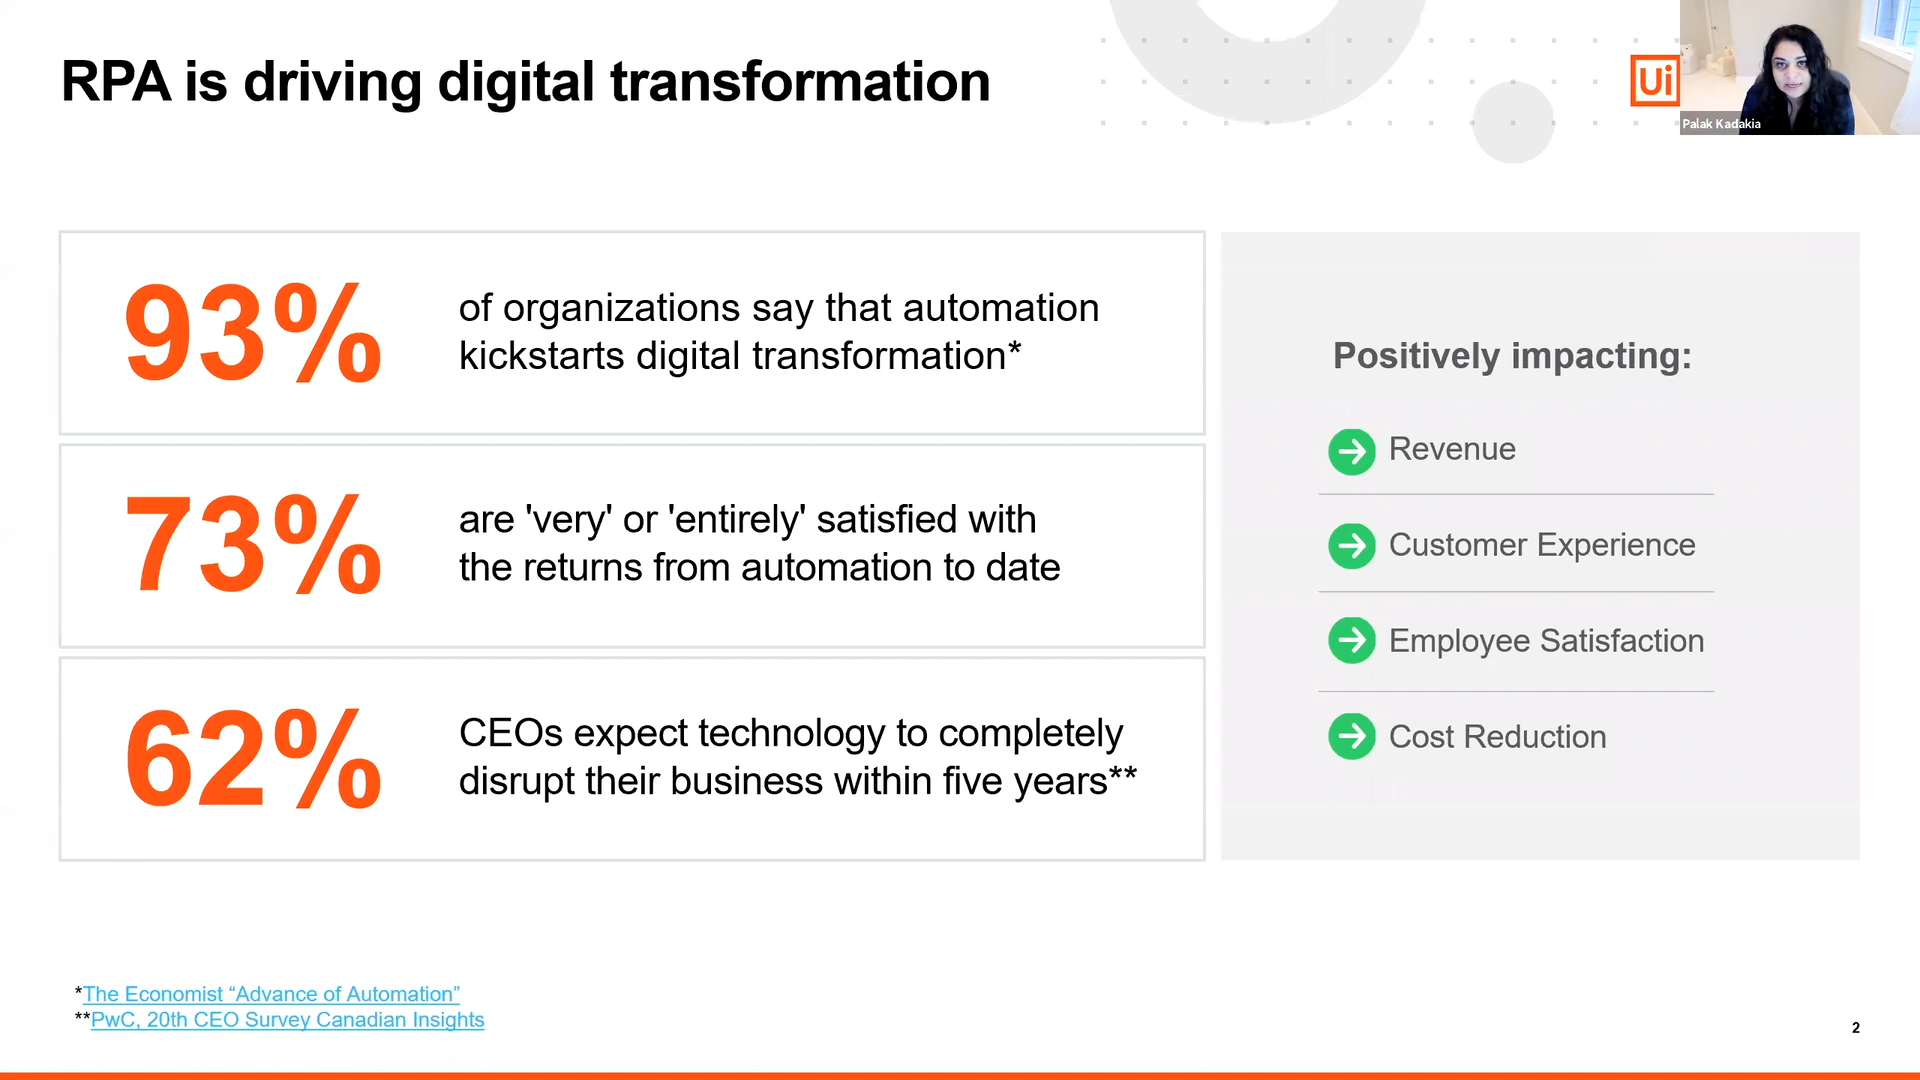 RPA is driving digital transformation
Ui
Palak Kadakia
93%
of organizations say that automation
kickstarts digital transformation*
73%
are 'very' or 'entirely' satisfied with
the returns from automation to date
62%
CEOs expect technology to completely
disrupt their business within five years**
Positively impacting:
Revenue
Customer Experience
Employee Satisfaction
Cost Reduction
*The Economist “Advance of Automation”
**PwC, 20th CEO Survey Canadian Insights
2